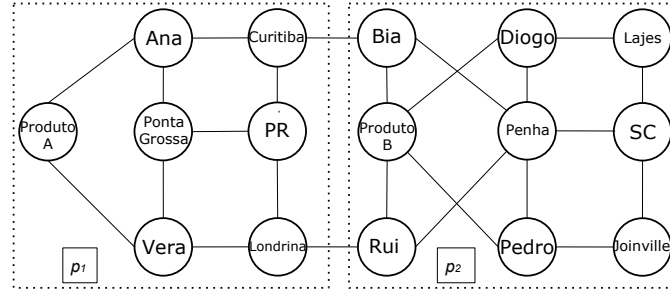 Ana
Curitiba
Bia
Diogo
Lajes
Produto
A
Ponta
Grossa
PR
Produto
B
Penha
SC
Vera
Londrina
Rui
Pedro
Joinville
p1
p2